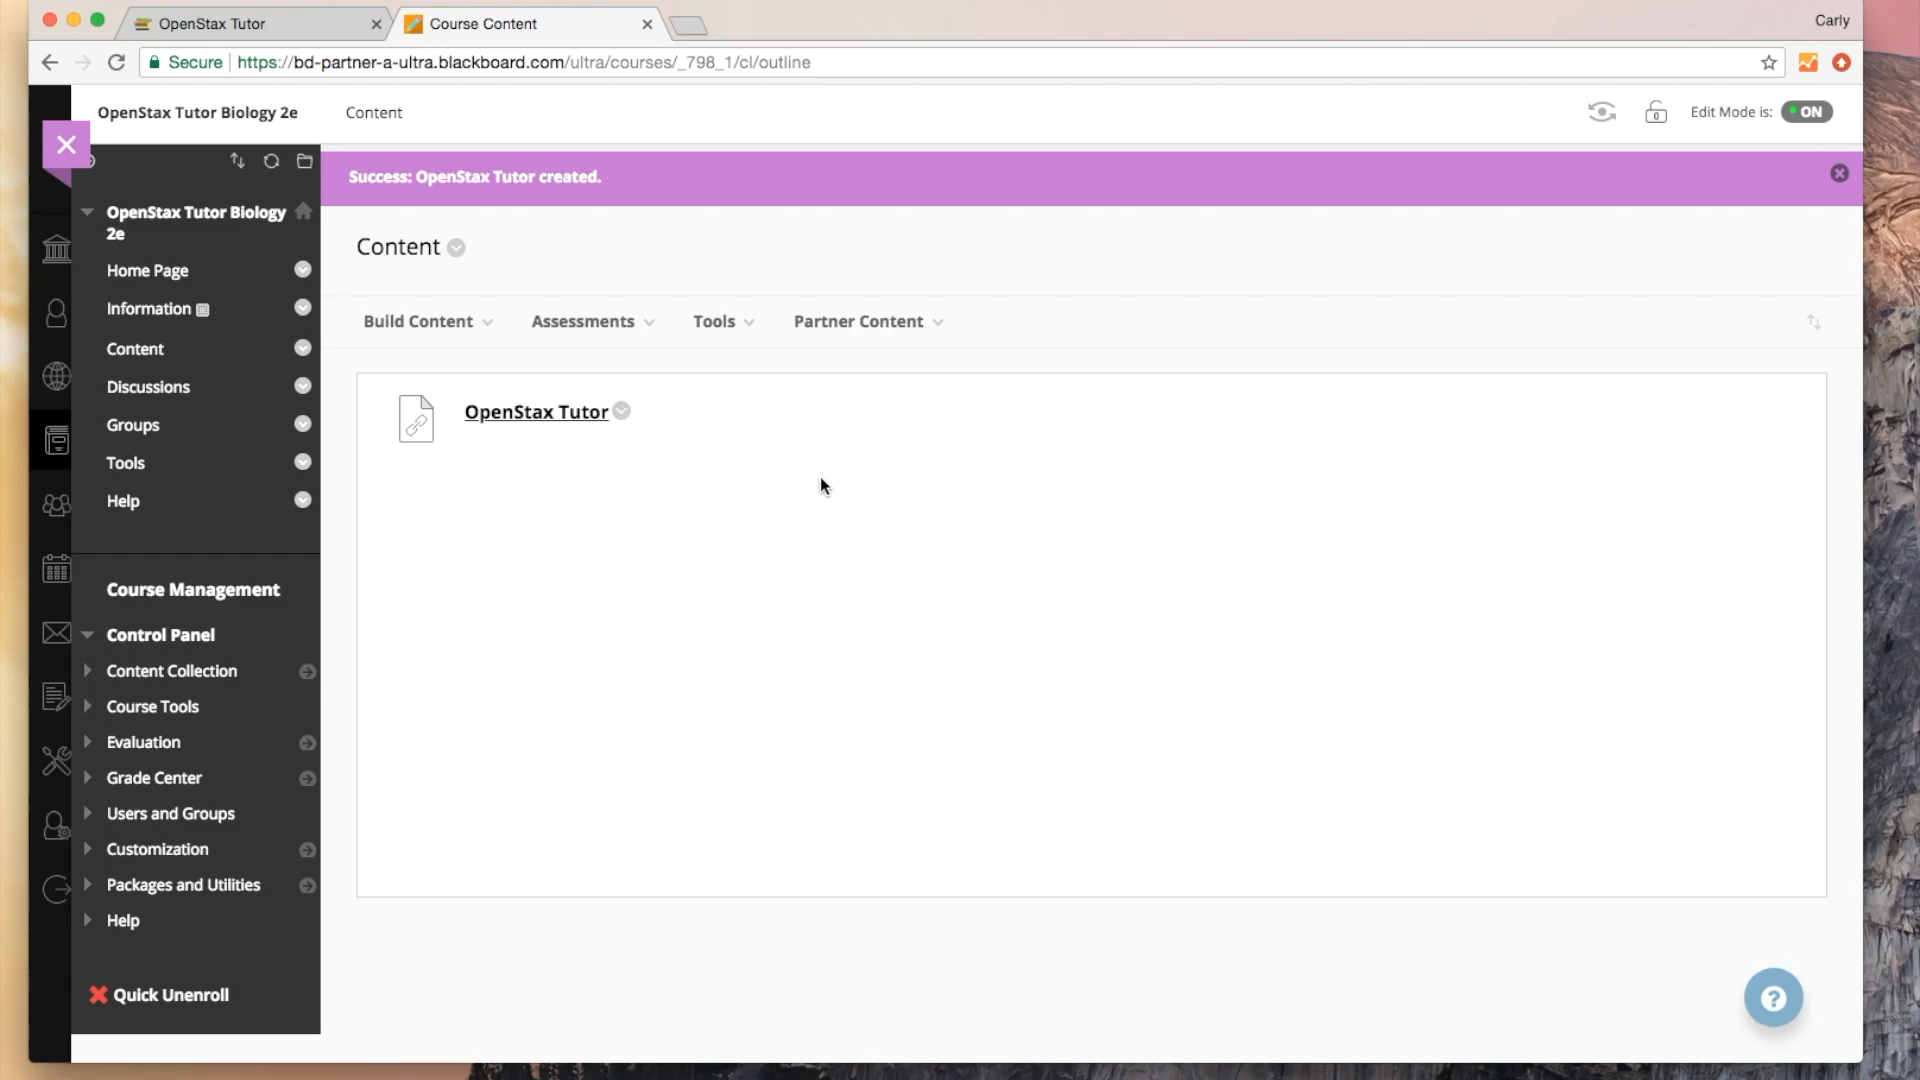 OpenStax Tutor
Course Content
Carly
Secure https://bd-partner-a-ultra.blackboard.com/ultra/courses/_798_1/cl/outline
OpenStax Tutor Biology 2e
Content
0
Edit Mode is: ON
Success: OpenStax Tutor created.
OpenStax Tutor Biology
2e
Home Page
Information
Content
Discussions
Groups
Tools
Help
Course Management
Control Panel
Content Collection
Course Tools
Evaluation
Grade Center
Users and Groups
Customization
Packages and Utilities
Help
Quick Unenroll
Content
Build Content Assessments Tools Partner Content
OpenStax Tutor
?